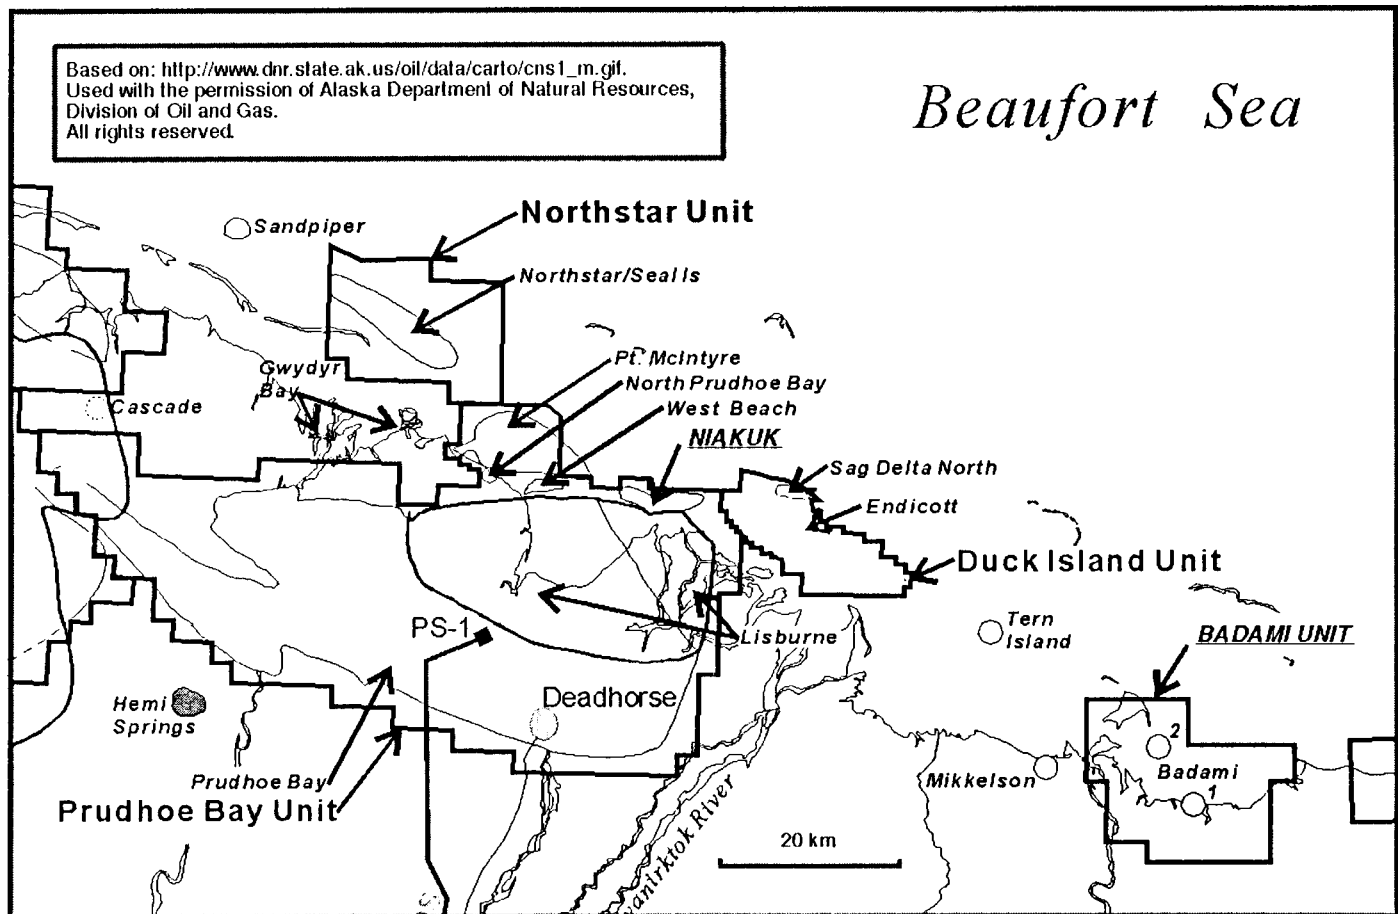 Based on: http://www.dnr.state.ak.us/oil/data/carto/cns1_m.gif.
Used with the permission of Alaska Department of Natural Resources,
Division of Oil and Gas.
All rights reserved.
Beaufort Sea
Sandpiper
Northstar Unit
Northstar/Seal Is
Pt. McIntyre
Gwydyr
Bay
North Prudhoe Bay
Cascade
West Beach
NIAKUK
Sag Delta North
Endicott
Duck Island Unit
PS-1
Lisburne
Tern
Island
BADAMI UNIT
Hemi
Springs
Deadhorse
2
Prudhoe Bay
Mikkelson
Badami
1
Prudhoe Bay Unit
20 km
vanirktok River